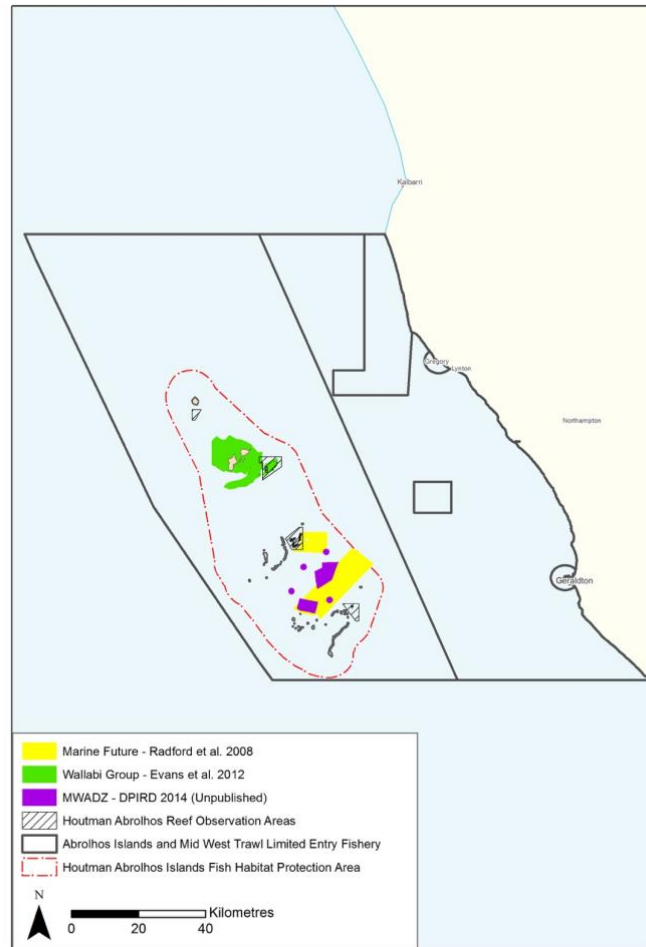 Kalbarri
Gregory
Lynton
Northampton
Geraldton
Marine Future - Radford et al. 2008
Wallabi Group - Evans et al. 2012
MWADZ - DPIRD 2014 (Unpublished)
Houtman Abrolhos Reef Observation Areas
Abrolhos Islands and Mid West Trawl Limited Entry Fishery
Houtman Abrolhos Islands Fish Habitat Protection Area
N
Kilometres
0 20 40